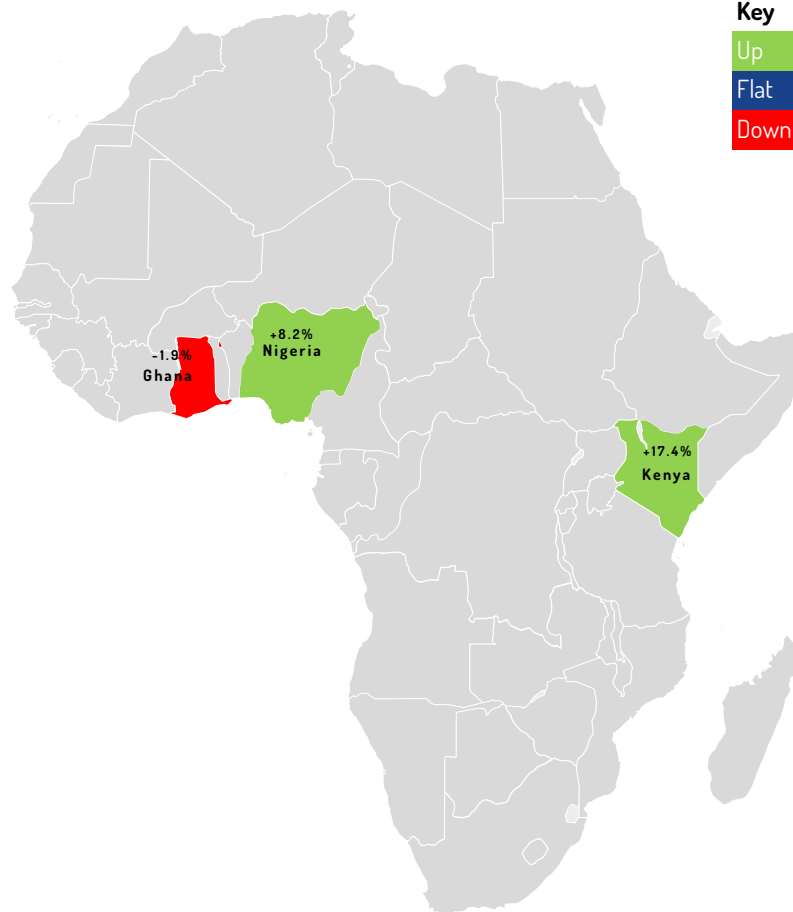 Key
Up
Flat
Down
+8.2%
Nigeria
-1.9%
Ghana
+17.4%
Kenya